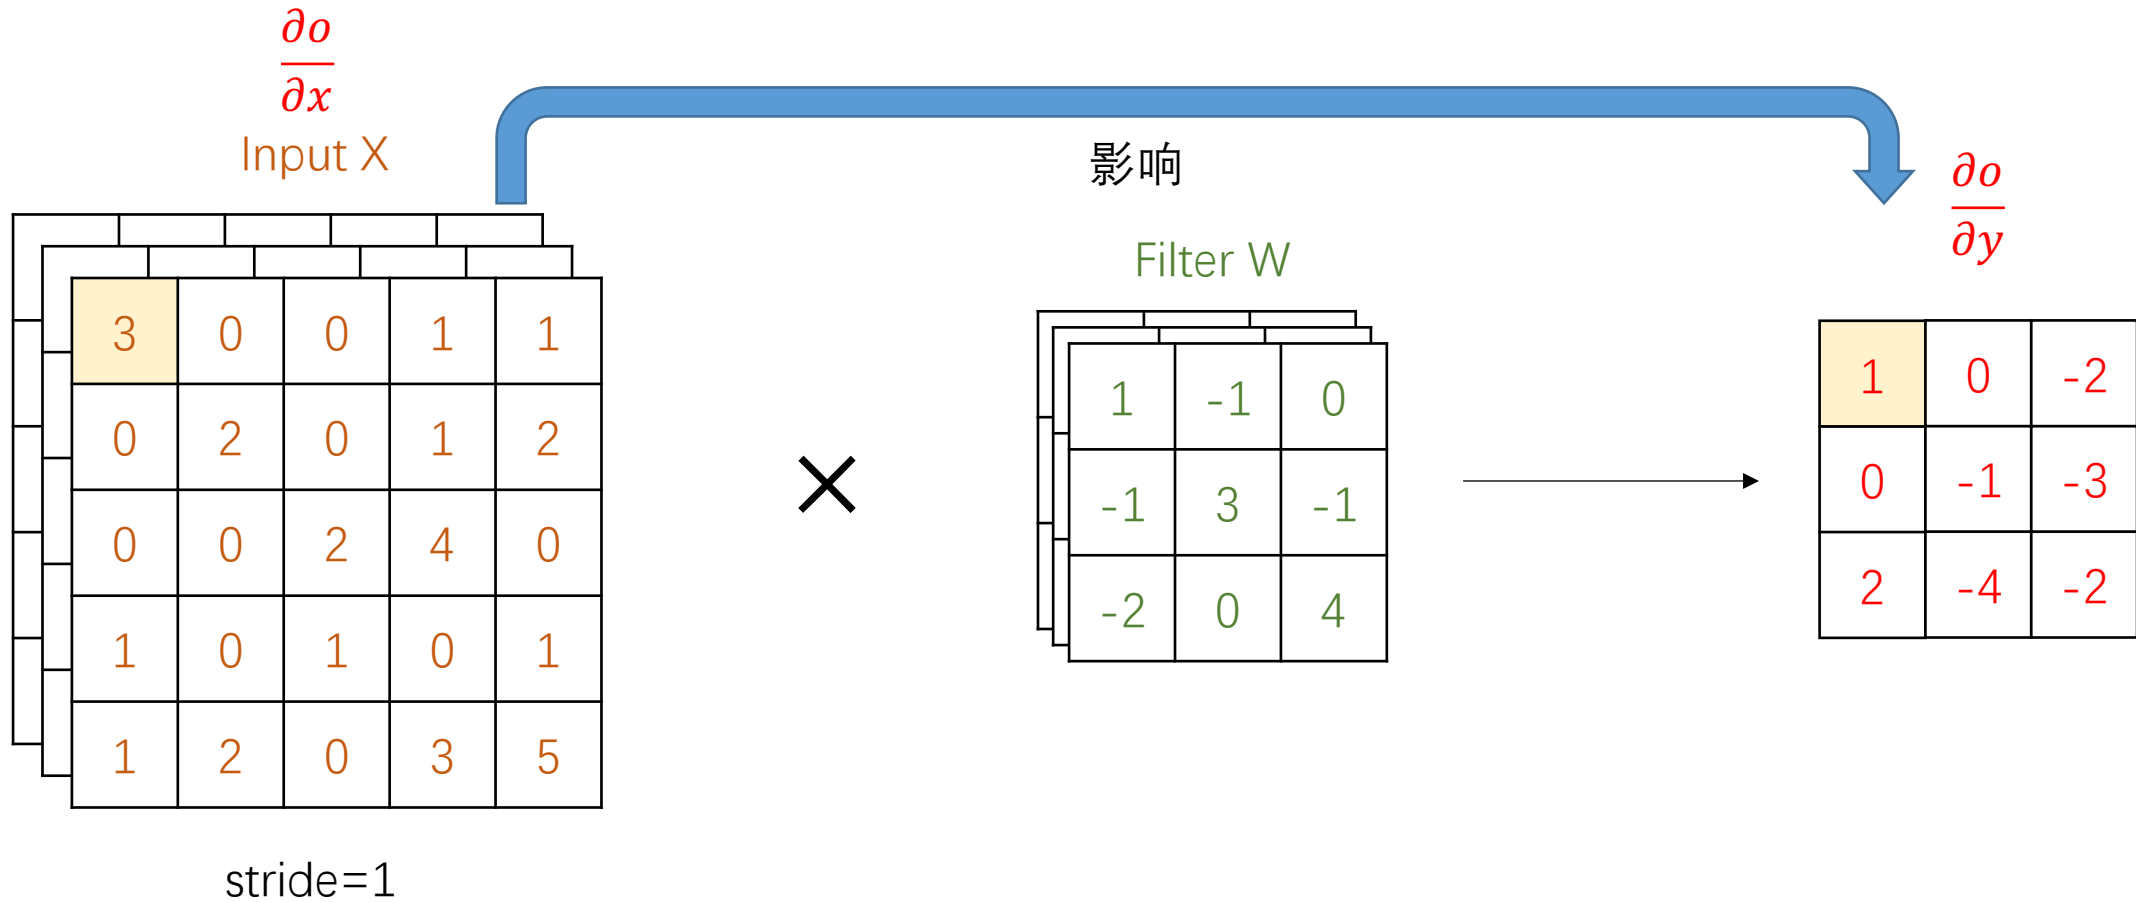 ∂o
∂x
Input X
影响
∂o
∂y
Filter W
3 0 0 1 1
0 2 0 1 2
0 0 2 4 0
1 0 1 0 1
1 2 0 3 5
×
1 -1 0
-1 3 -1
-2 0 4
1 0 -2
0 -1 -3
2 -4 -2
stride=1